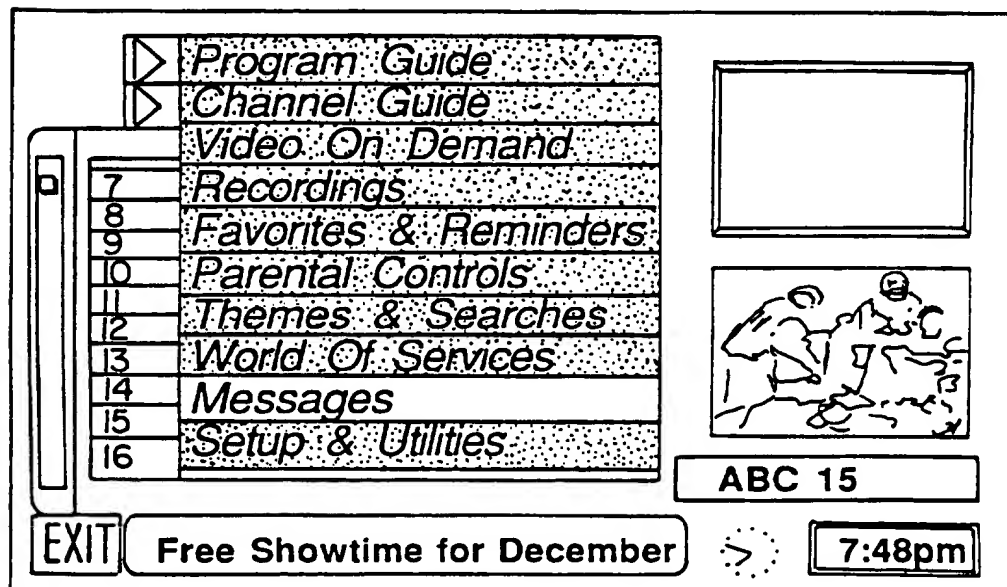 Program Guide
Channel Guide
Video On Demand
7 Recordings
8
9 Favorites & Reminders
10 Parental Controls
11
12 Themes & Searches
13 World Of Services
14 Messages
15
16 Setup & Utilities
ABC 15
EXIT Free Showtime for December 7:48pm